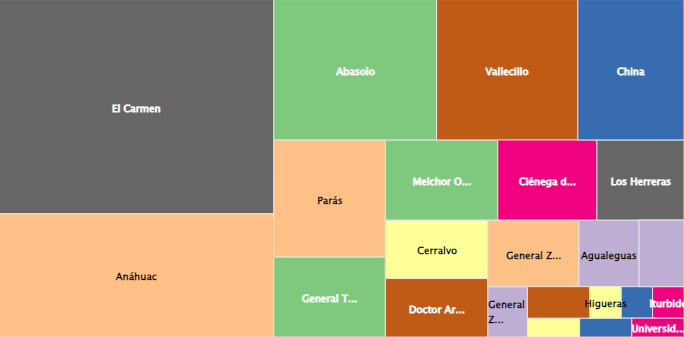 El Carmen
Abasolo
Vallecillo
China
Parás
Melchor O...
Ciénega d...
Los Herreras
Anáhuac
Cerralvo
General Z...
Agualeguas
General T...
Doctor Ar...
General
Z...
Higueras
Iturbide
Universid...